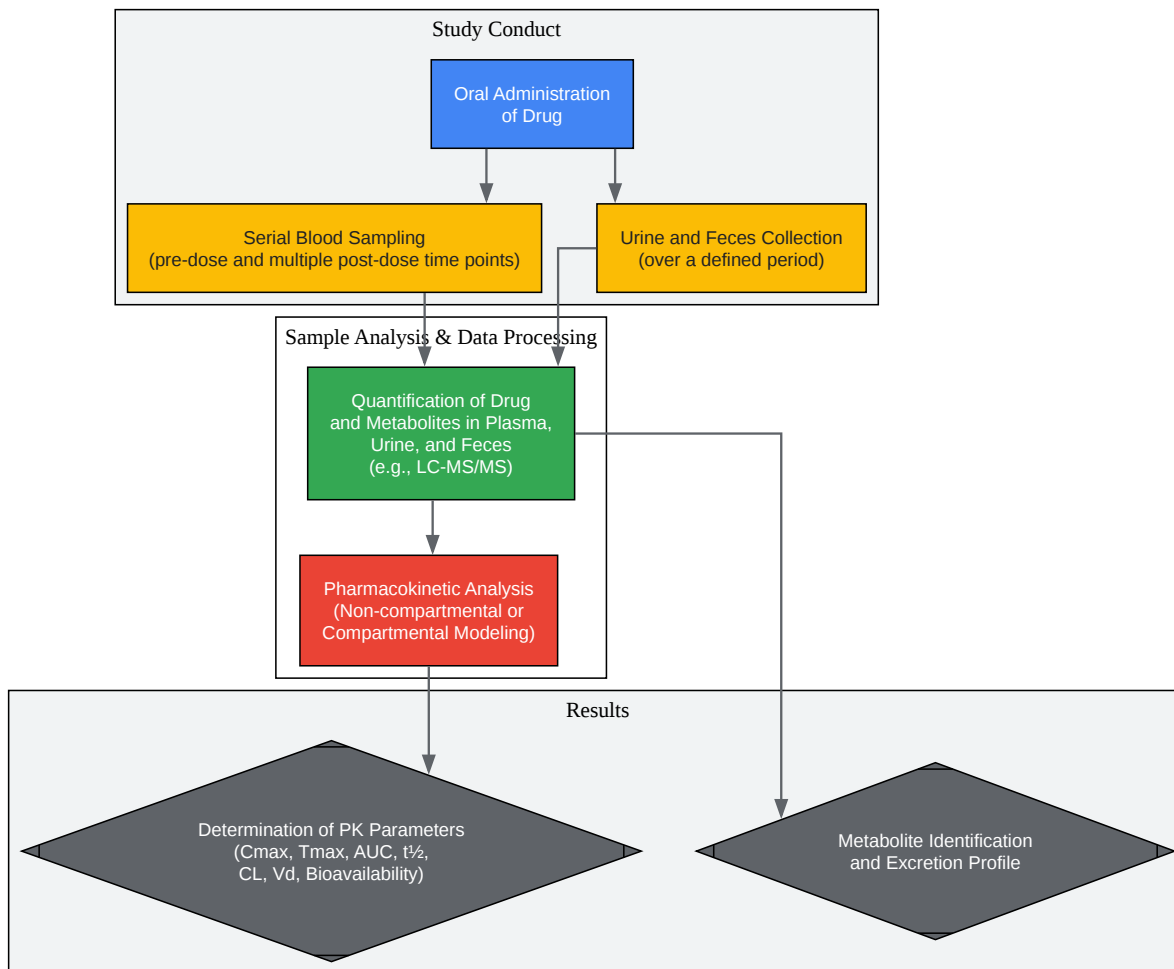 Study Conduct
Oral Administration
of Drug
Serial Blood Sampling
(pre-dose and multiple post-dose time points)
Urine and Feces Collection
(over a defined period)
Sample Analysis & Data Processing
Quantification of Drug
and Metabolites in Plasma,
Urine, and Feces
(e.g., LC-MS/MS)
Pharmacokinetic Analysis
(Non-compartmental or
Compartmental Modeling)
Results
Determination of PK Parameters
(Cmax, Tmax, AUC, t½,
CL, Vd, Bioavailability)
Metabolite Identification
and Excretion Profile